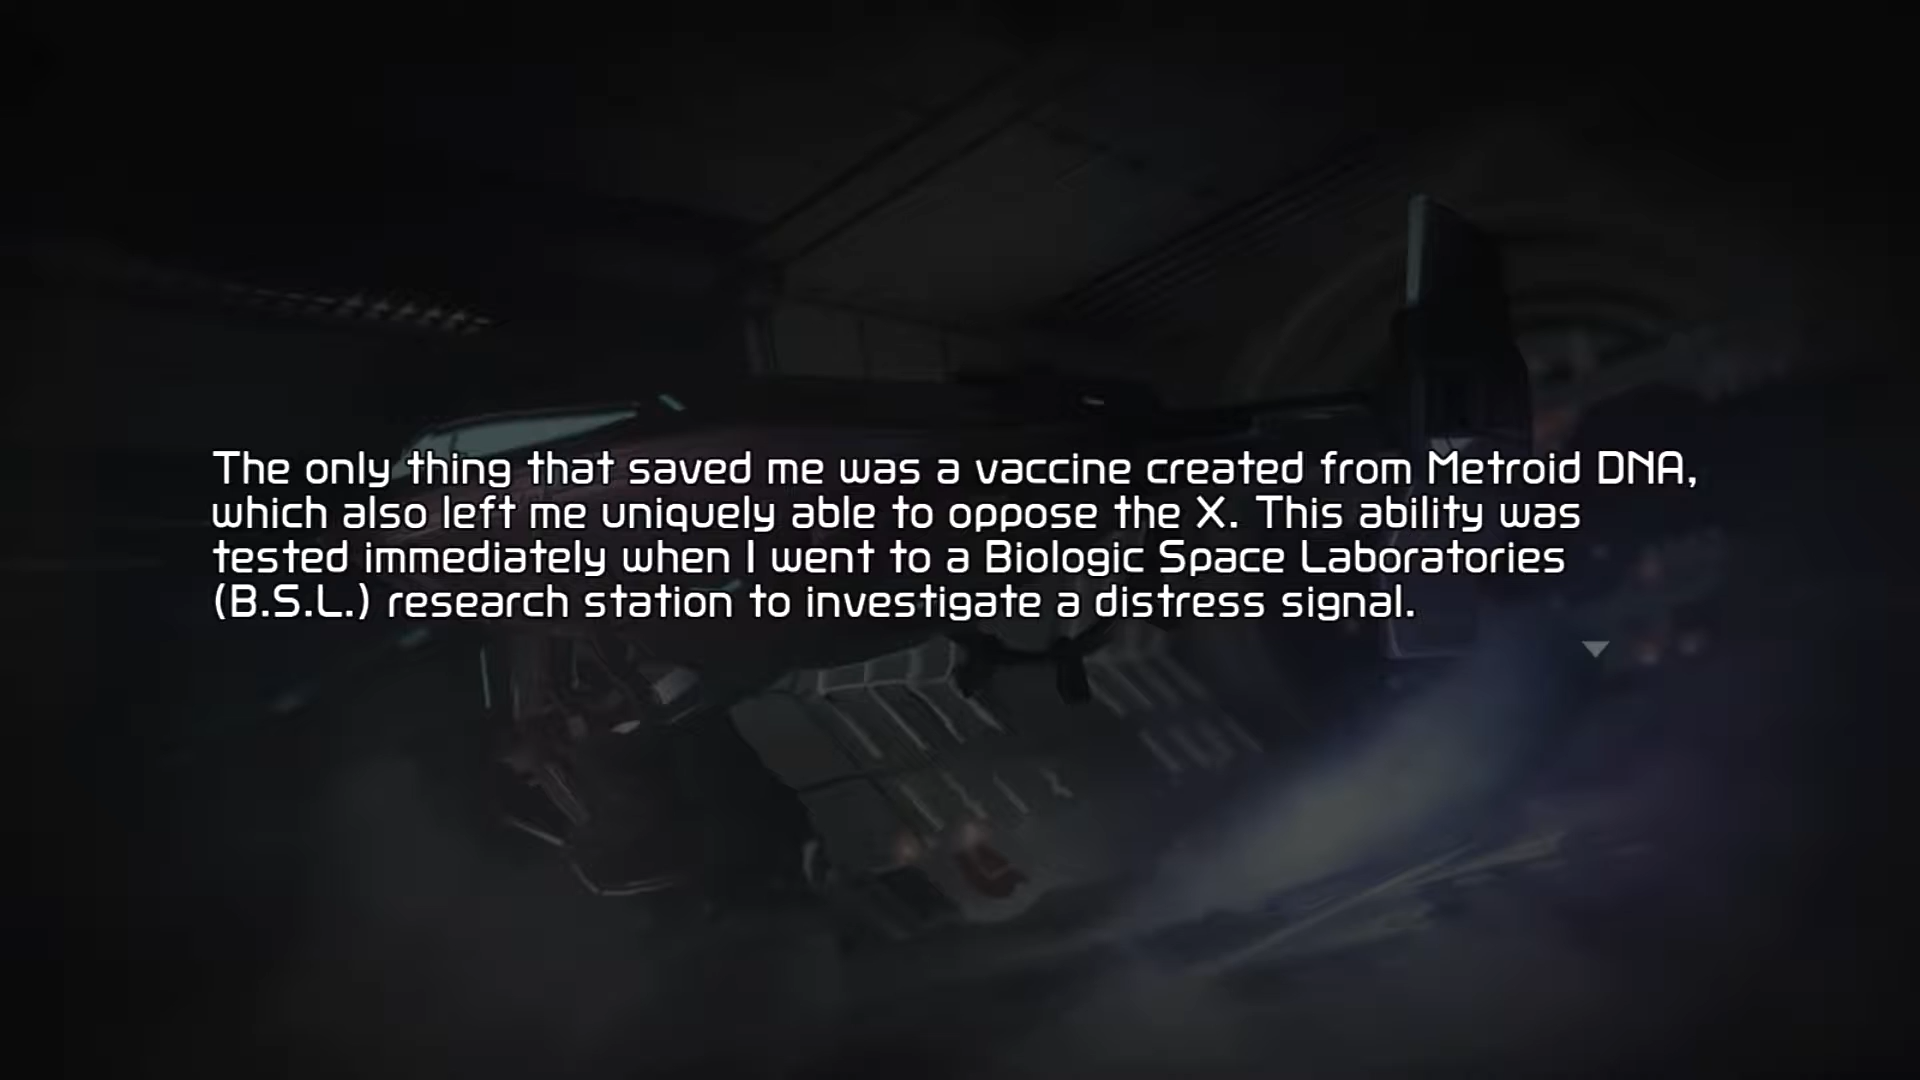 The only thing that saved me was a vaccine created from Metroid DNA,
which also left me uniquely able to oppose the X. This ability was
tested immediately when I went to a Biologic Space Laboratories
(B.S.L.) research station to investigate a distress signal.